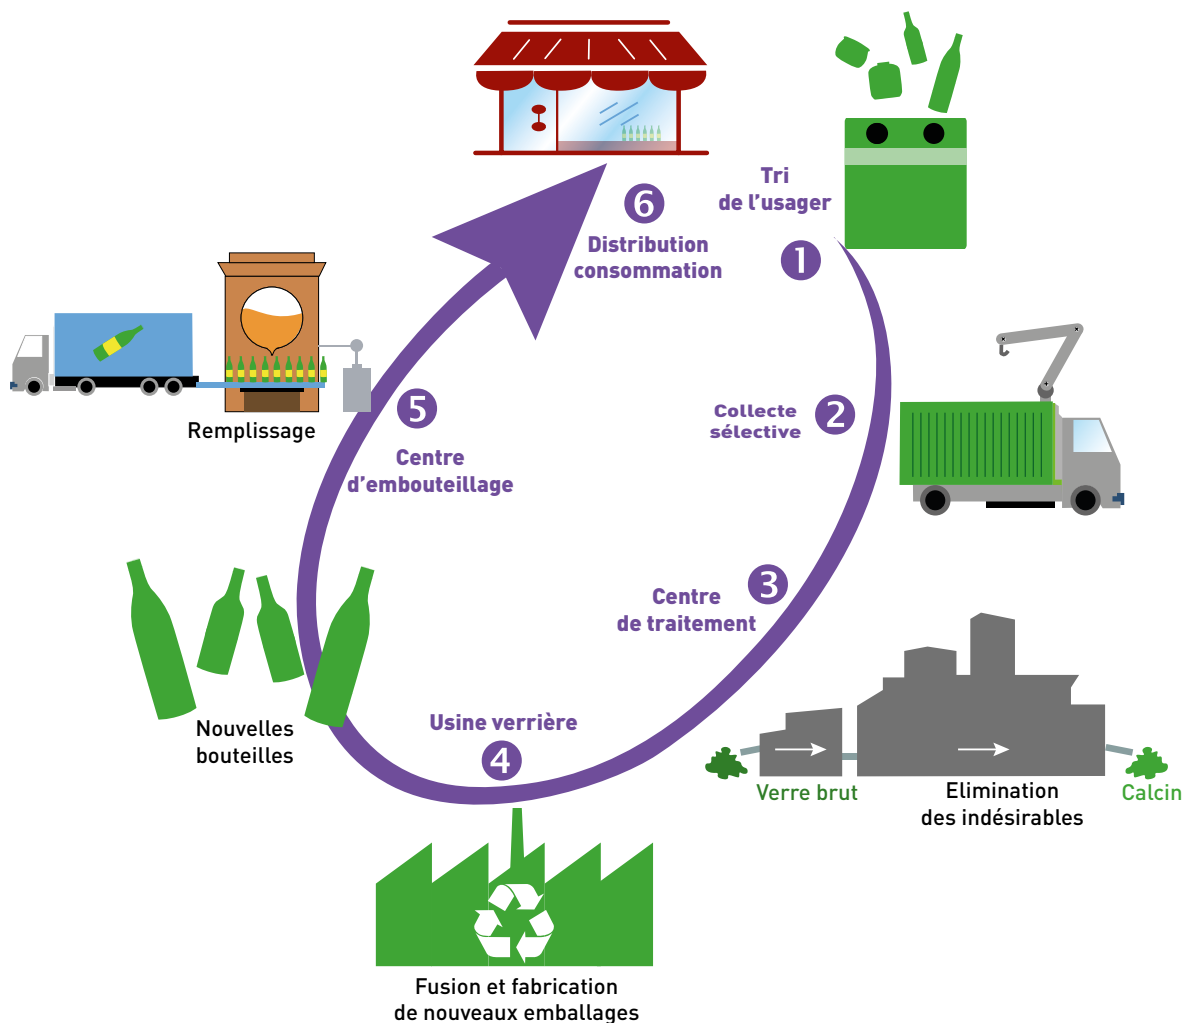 Tri
de l’usager
1
2
Collecte
sélective
3
Centre
de traitement
Verre brut
Elimination
des indésirables
Calcin
Usine verrière
4
Fusion et fabrication
de nouveaux emballages
Nouvelles
bouteilles
5
Centre
d’embouteillage
Remplissage
6
Distribution
consommation